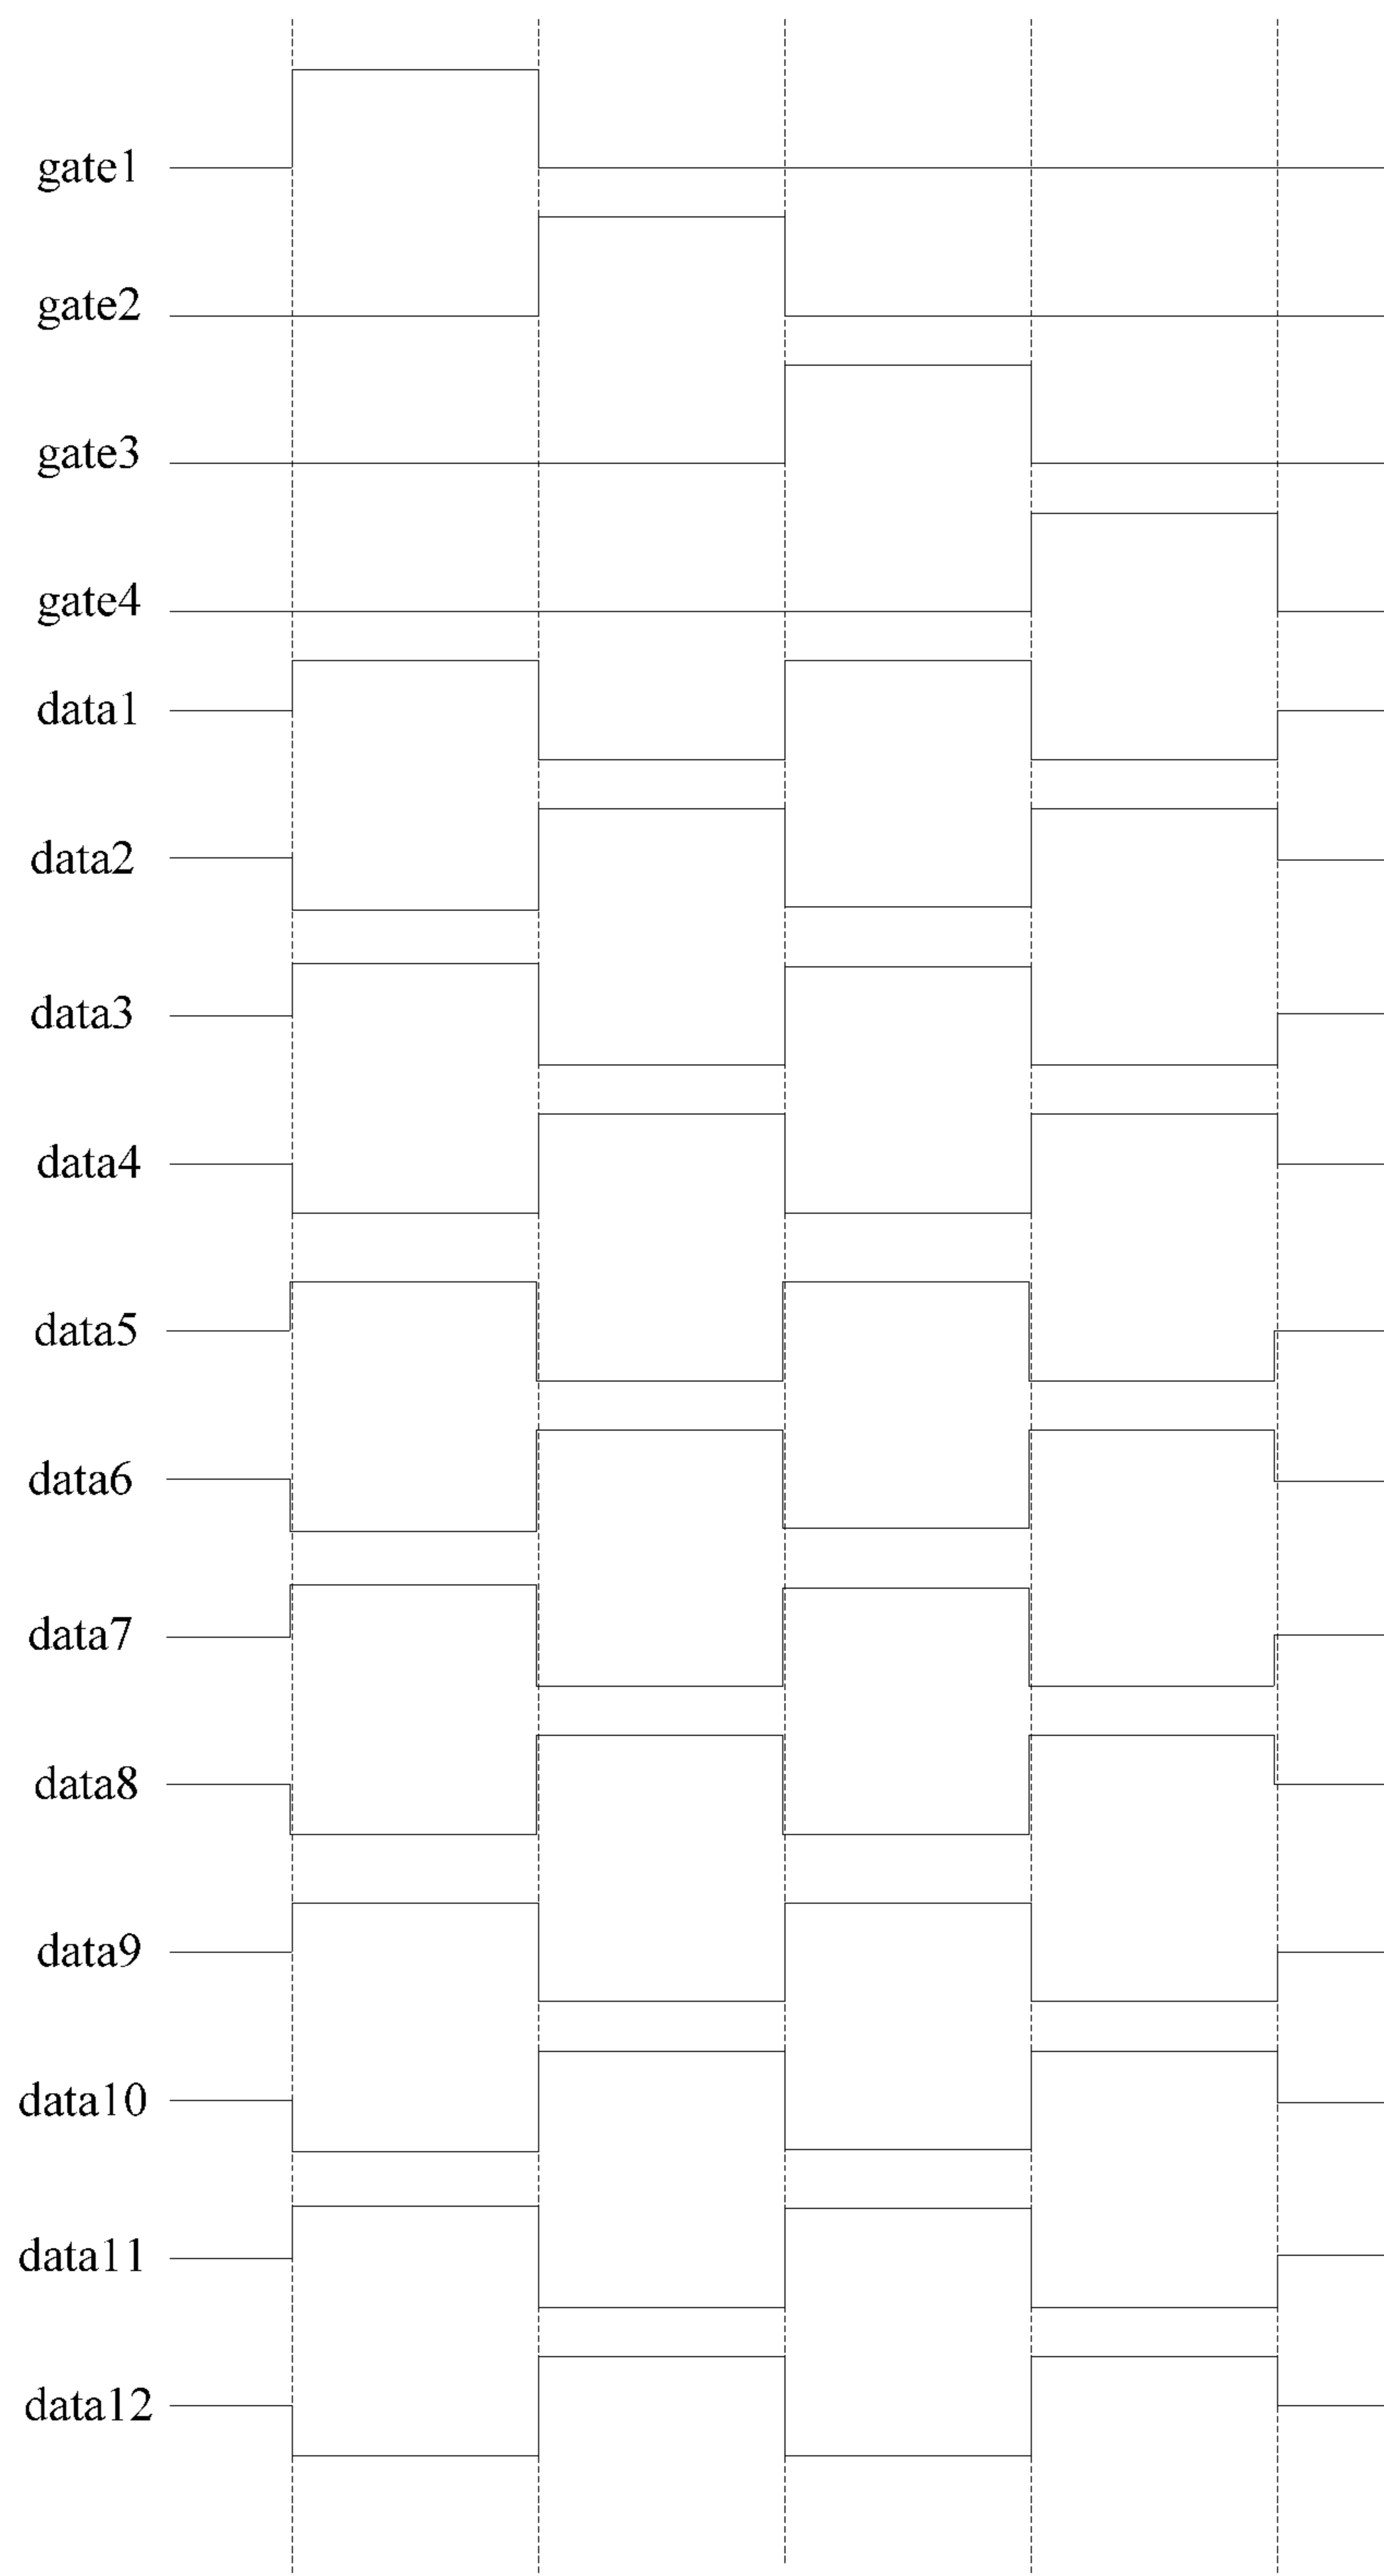 gate1
gate2
gate3
gate4
data1
data2
data3
data4
data5
data6
data7
data8
data9
data10
data11
data12